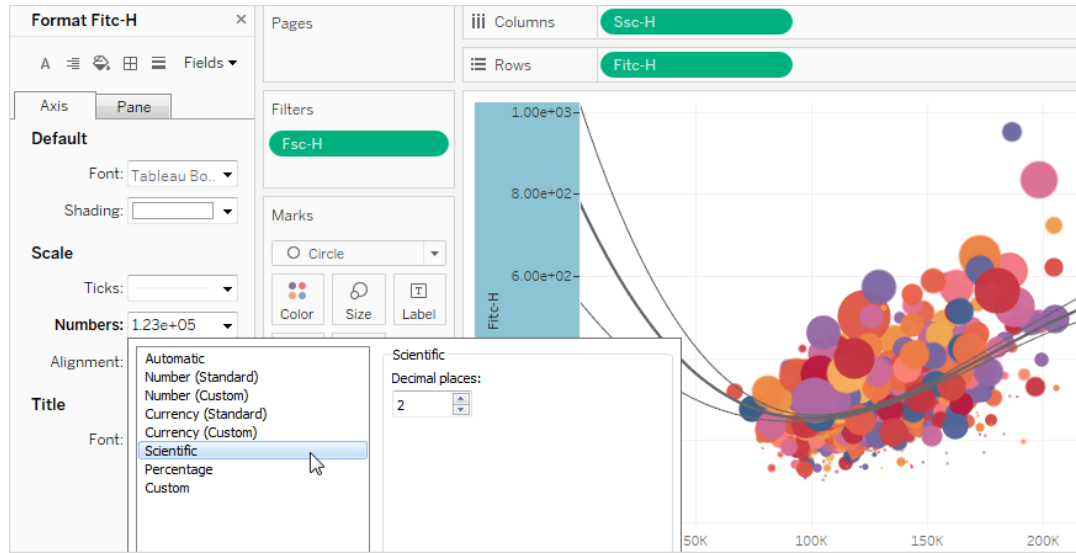 Format Fitc-H ×
A Fields
Axis
Pane
Default
Font: Tableau Bo..
Shading:
Scale
Ticks:
Numbers: 1.23e+05
Alignment:
Title
Font:
Automatic
Number (Standard)
Number (Custom)
Currency (Standard)
Currency (Custom)
Scientific
Percentage
Custom
Scientific
Decimal places:
2
Pages
Filters
Fsc-H
Marks
Circle
Color
Size
T
Label
iii Columns
Ssc-H
Rows
Fitc-H
1.00e+03
8.00e+02
6.00e+02
Fitc-H
50K
100K
150K
200K